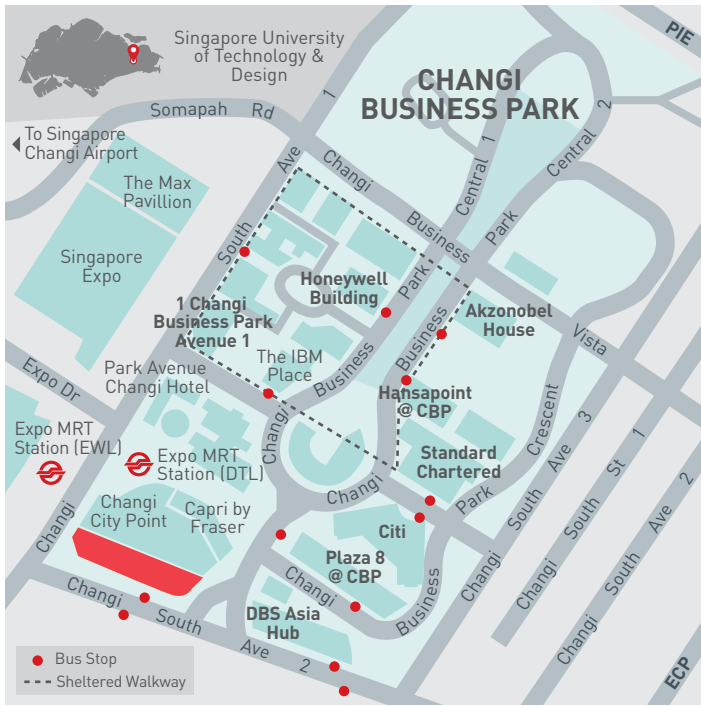 Singapore University
of Technology &
Design
CHANGI
BUSINESS PARK
PIE
Somapah Rd
To Singapore
Changi Airport
The Max
Pavillion
Singapore
Expo
Changi South Ave 1
Changi Business Vista
Changi Business Park Central 1
Changi Business Park Central 2
Honeywell
Building
1 Changi
Business Park
Avenue 1
Akzonobel
House
The IBM
Place
Park Avenue
Changi Hotel
Expo Dr
Hansapoint
@ CBP
Expo MRT
Station (EWL)
Expo MRT
Station (DTL)
Standard
Chartered
Changi
City Point
Capri by
Fraser
Citi
Plaza 8
@ CBP
Changi Business Park Crescent
DBS Asia
Hub
Changi South Ave 3
Changi South St 1
Changi South Ave 2
Changi South Ave 2
ECP
Bus Stop
Sheltered Walkway